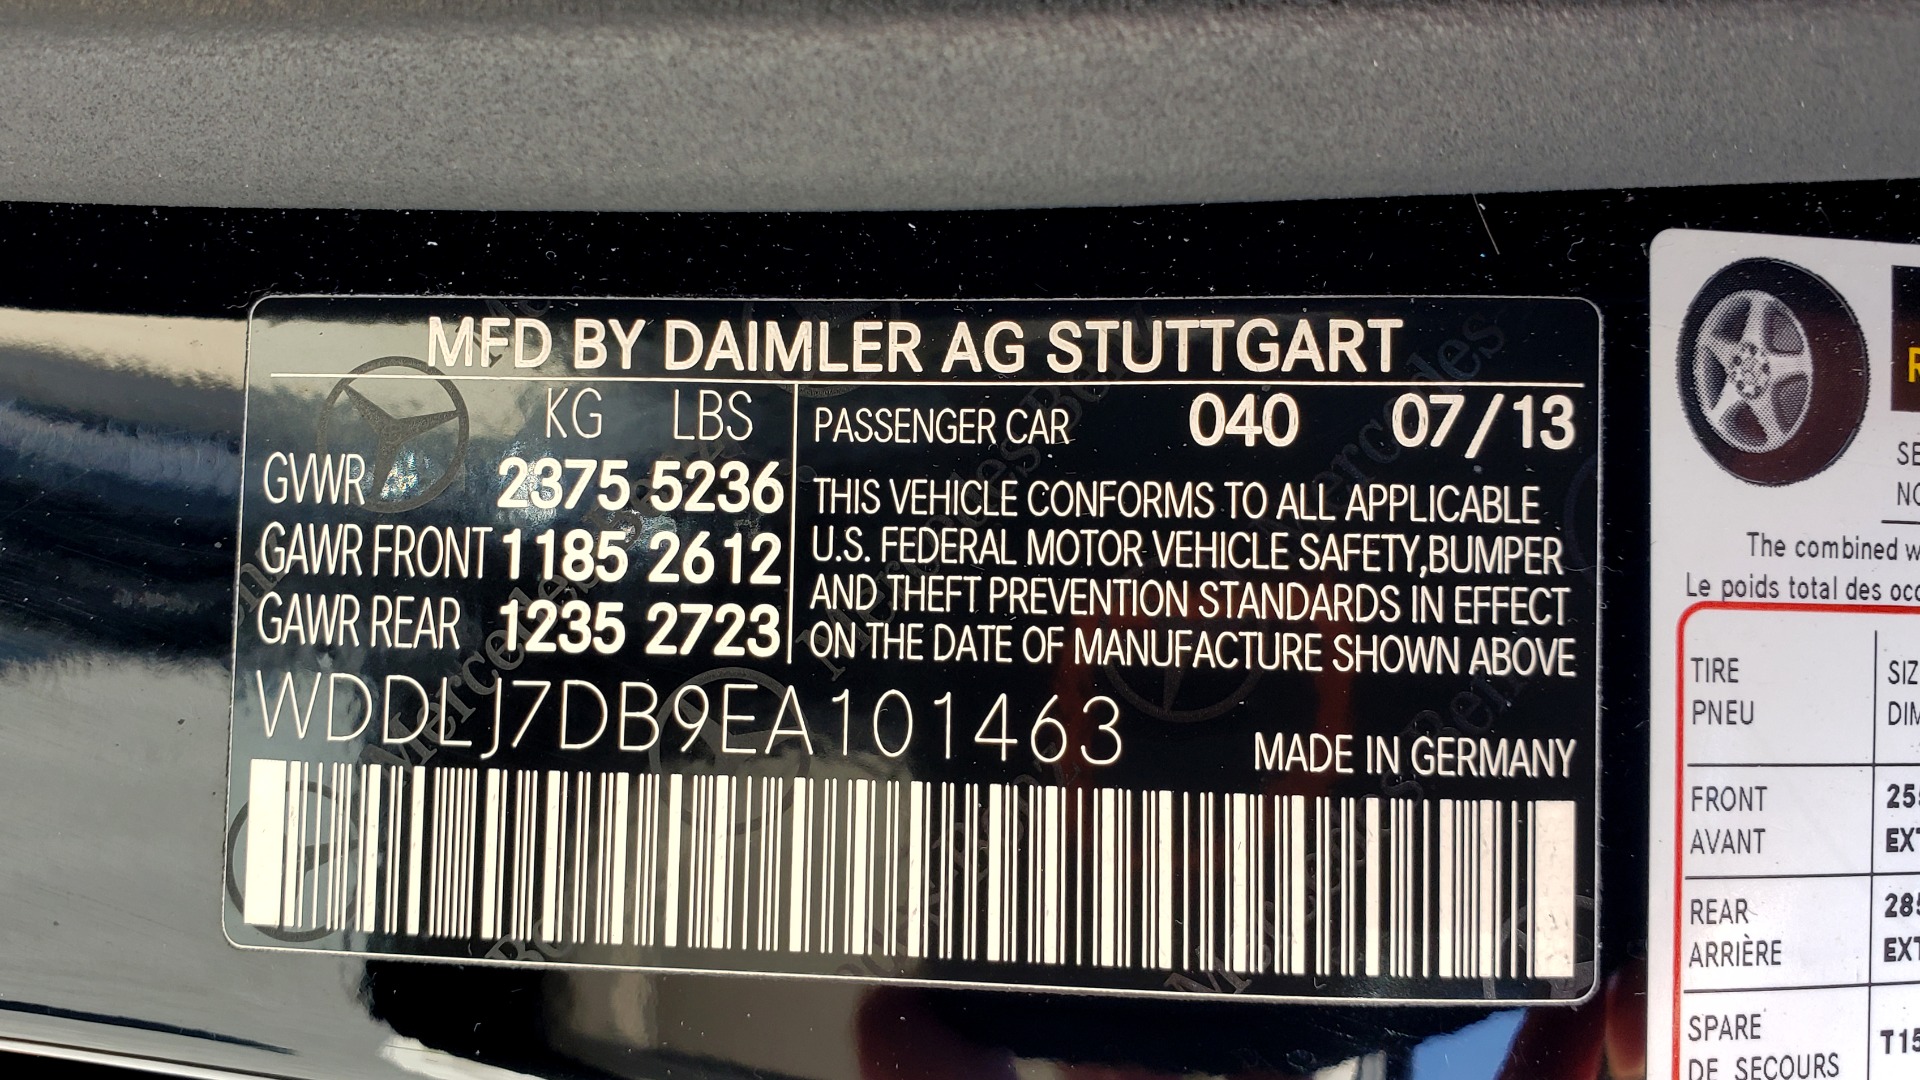 MFD BY DAIMLER AG STUTTGART
KG LBS
GVWR 2375 5236
GAWR FRONT 1185 2612
GAWR REAR 1235 2723
PASSENGER CAR 040 07/13
THIS VEHICLE CONFORMS TO ALL APPLICABLE
U.S. FEDERAL MOTOR VEHICLE SAFETY,BUMPER
AND THEFT PREVENTION STANDARDS IN EFFECT
ON THE DATE OF MANUFACTURE SHOWN ABOVE
WDDLJ7DB9EA101463
MADE IN GERMANY
The combined
Le poids total des
TIRE
PNEU
FRONT
AVANT
REAR
ARRIÈRE
SPARE
DE SECOURS